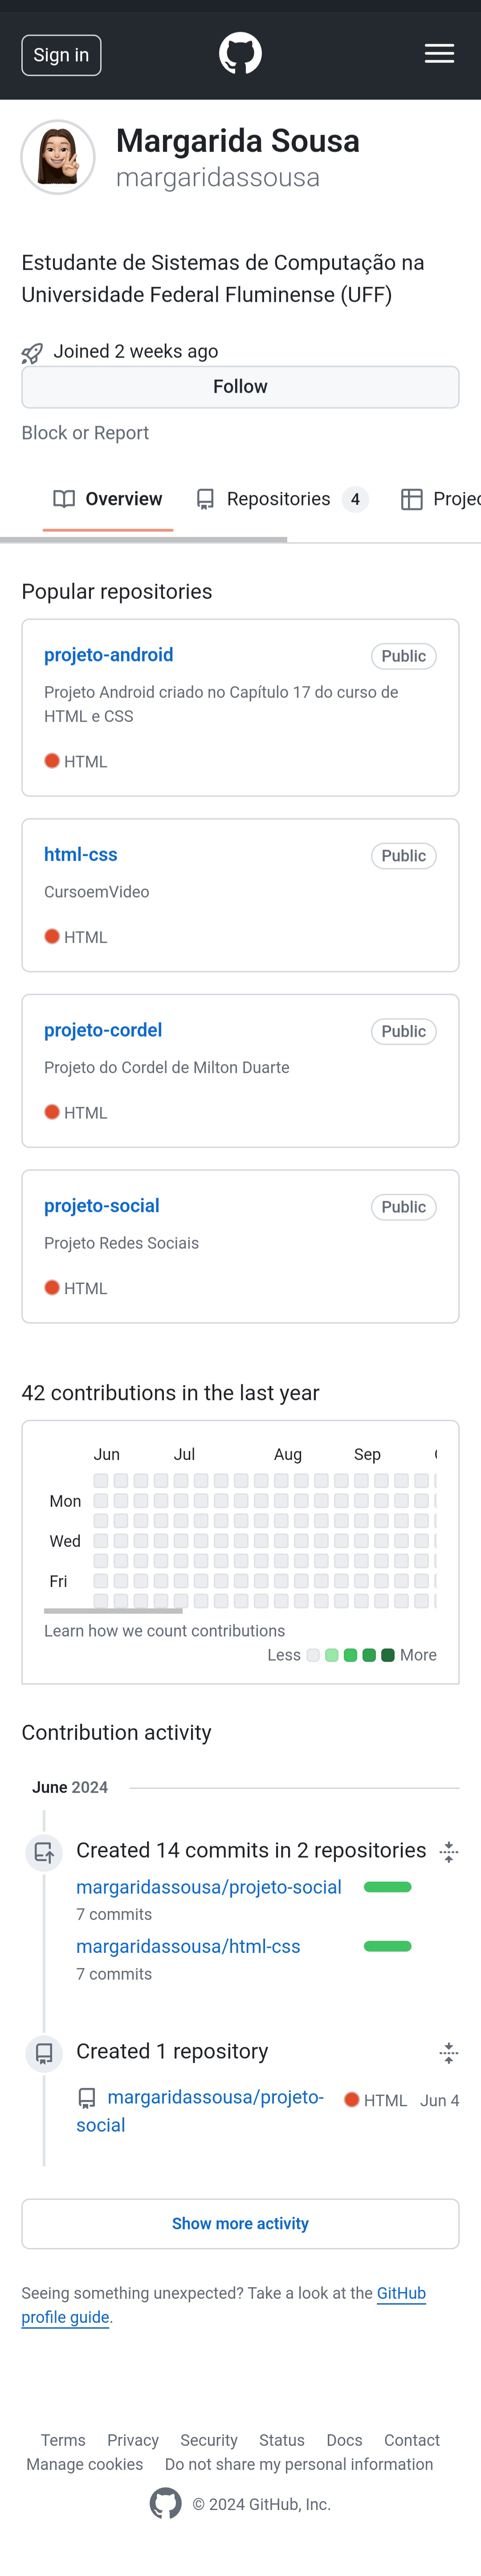 Sign in
Margarida Sousa
margaridassousa
Estudante de Sistemas de Computação na
Universidade Federal Fluminense (UFF)
Joined 2 weeks ago
Follow
Block or Report
Overview Repositories 4 Projec
Popular repositories
projeto-android Public
Projeto Android criado no Capítulo 17 do curso de
HTML e CSS
HTML
html-css Public
CursoemVideo
HTML
projeto-cordel Public
Projeto do Cordel de Milton Duarte
HTML
projeto-social Public
Projeto Redes Sociais
HTML
42 contributions in the last year
Jun Jul Aug Sep
Mon
Wed
Fri
Learn how we count contributions
Less More
Contribution activity
June 2024
Created 14 commits in 2 repositories
margaridassousa/projeto-social
7 commits
margaridassousa/html-css
7 commits
Created 1 repository
margaridassousa/projeto- HTML Jun 4
social
Show more activity
Seeing something unexpected? Take a look at the GitHub
profile guide.
Terms Privacy Security Status Docs Contact
Manage cookies Do not share my personal information
© 2024 GitHub, Inc.